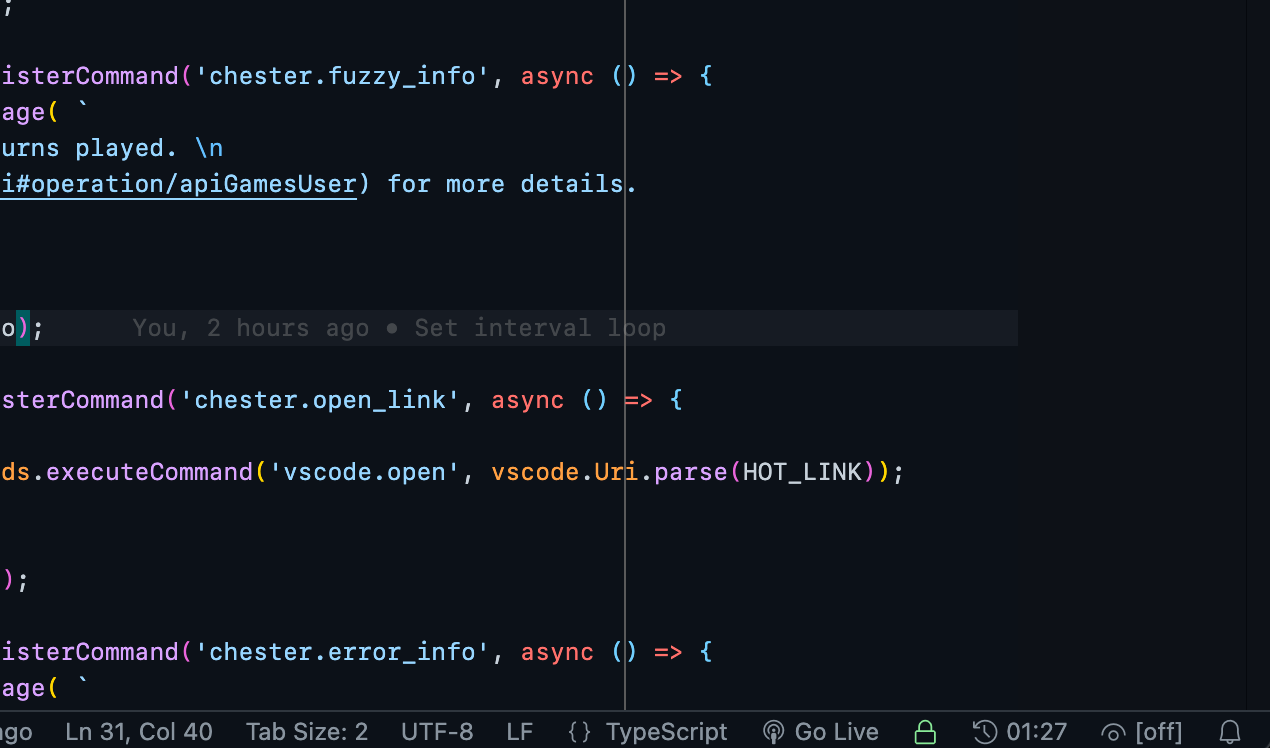 ;
isterCommand('chester.fuzzy_info', async () => {
age( `
urns played. \n
i#operation/apiGamesUser) for more details.
o); You, 2 hours ago • Set interval loop
sterCommand('chester.open_link', async () => {
ds.executeCommand('vscode.open', vscode.Uri.parse(HOT_LINK));
);
isterCommand('chester.error_info', async () => {
age( `
ago Ln 31, Col 40 Tab Size: 2 UTF-8 LF {} TypeScript Go Live 01:27 [off]